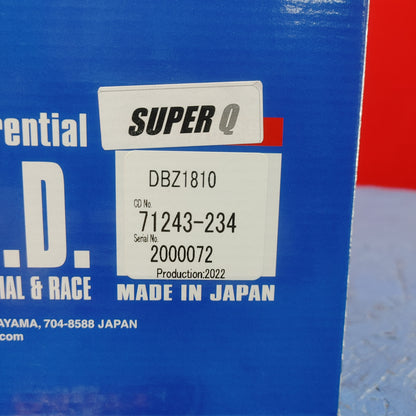 SUPER Q
rential
DBZ1810
CD No.
71243-234
.D.
Serial No.
2000072
Production:2022
MAL & RACE MADE IN JAPAN
AYAMA, 704-8588 JAPAN
.com